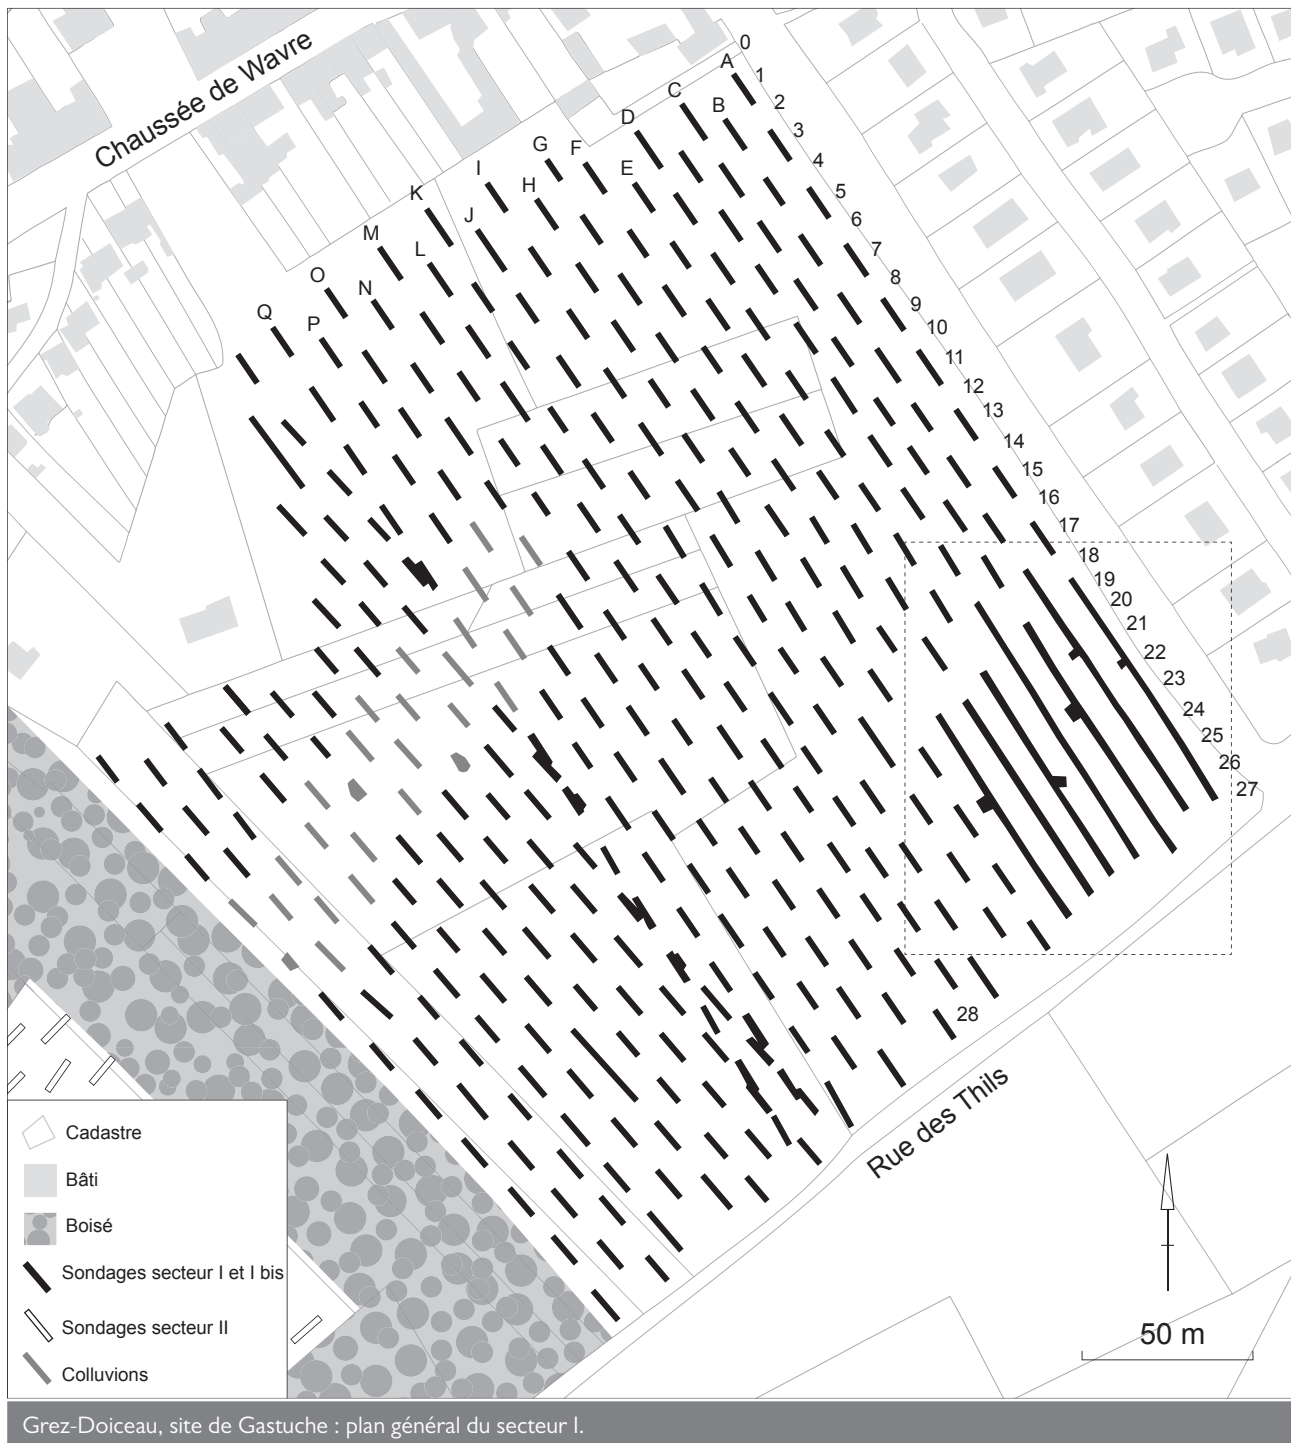 Chaussée de Wavre
0
A
1
C
2
B
D
3
G
F
4
I
E
5
K
H
6
J
7
M
L
8
O
N
9
Q
P
10
11
12
13
14
15
16
17
18
19
20
21
22
23
24
25
26
27
28
Rue des Thils
Cadastre
Bâti
Boisé
Sondages secteur I et I bis
Sondages secteur II
Colluvions
50 m
Grez-Doiceau, site de Gastuche : plan général du secteur I.